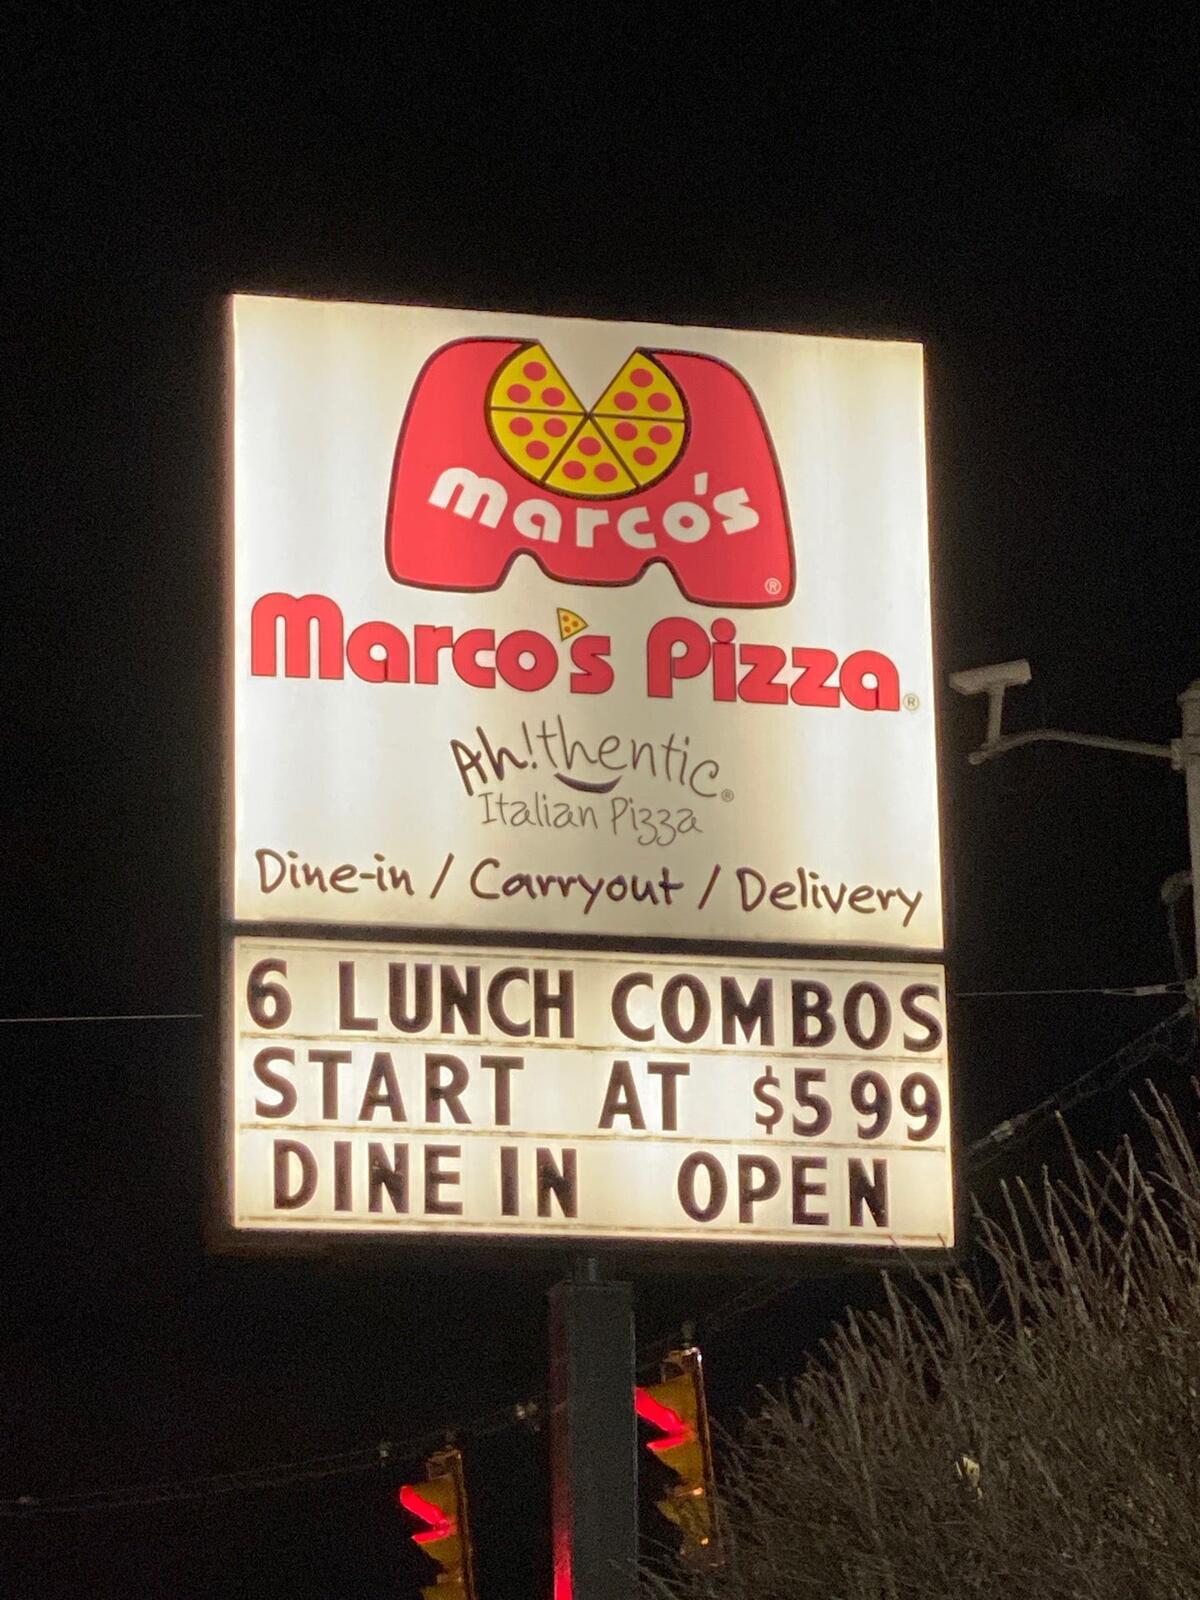 marco's
®
Marco's Pizza®
Ah!thentic®
Italian Pizza
Dine-in / Carryout / Delivery
6 LUNCH COMBOS
START AT $599
DINE IN OPEN